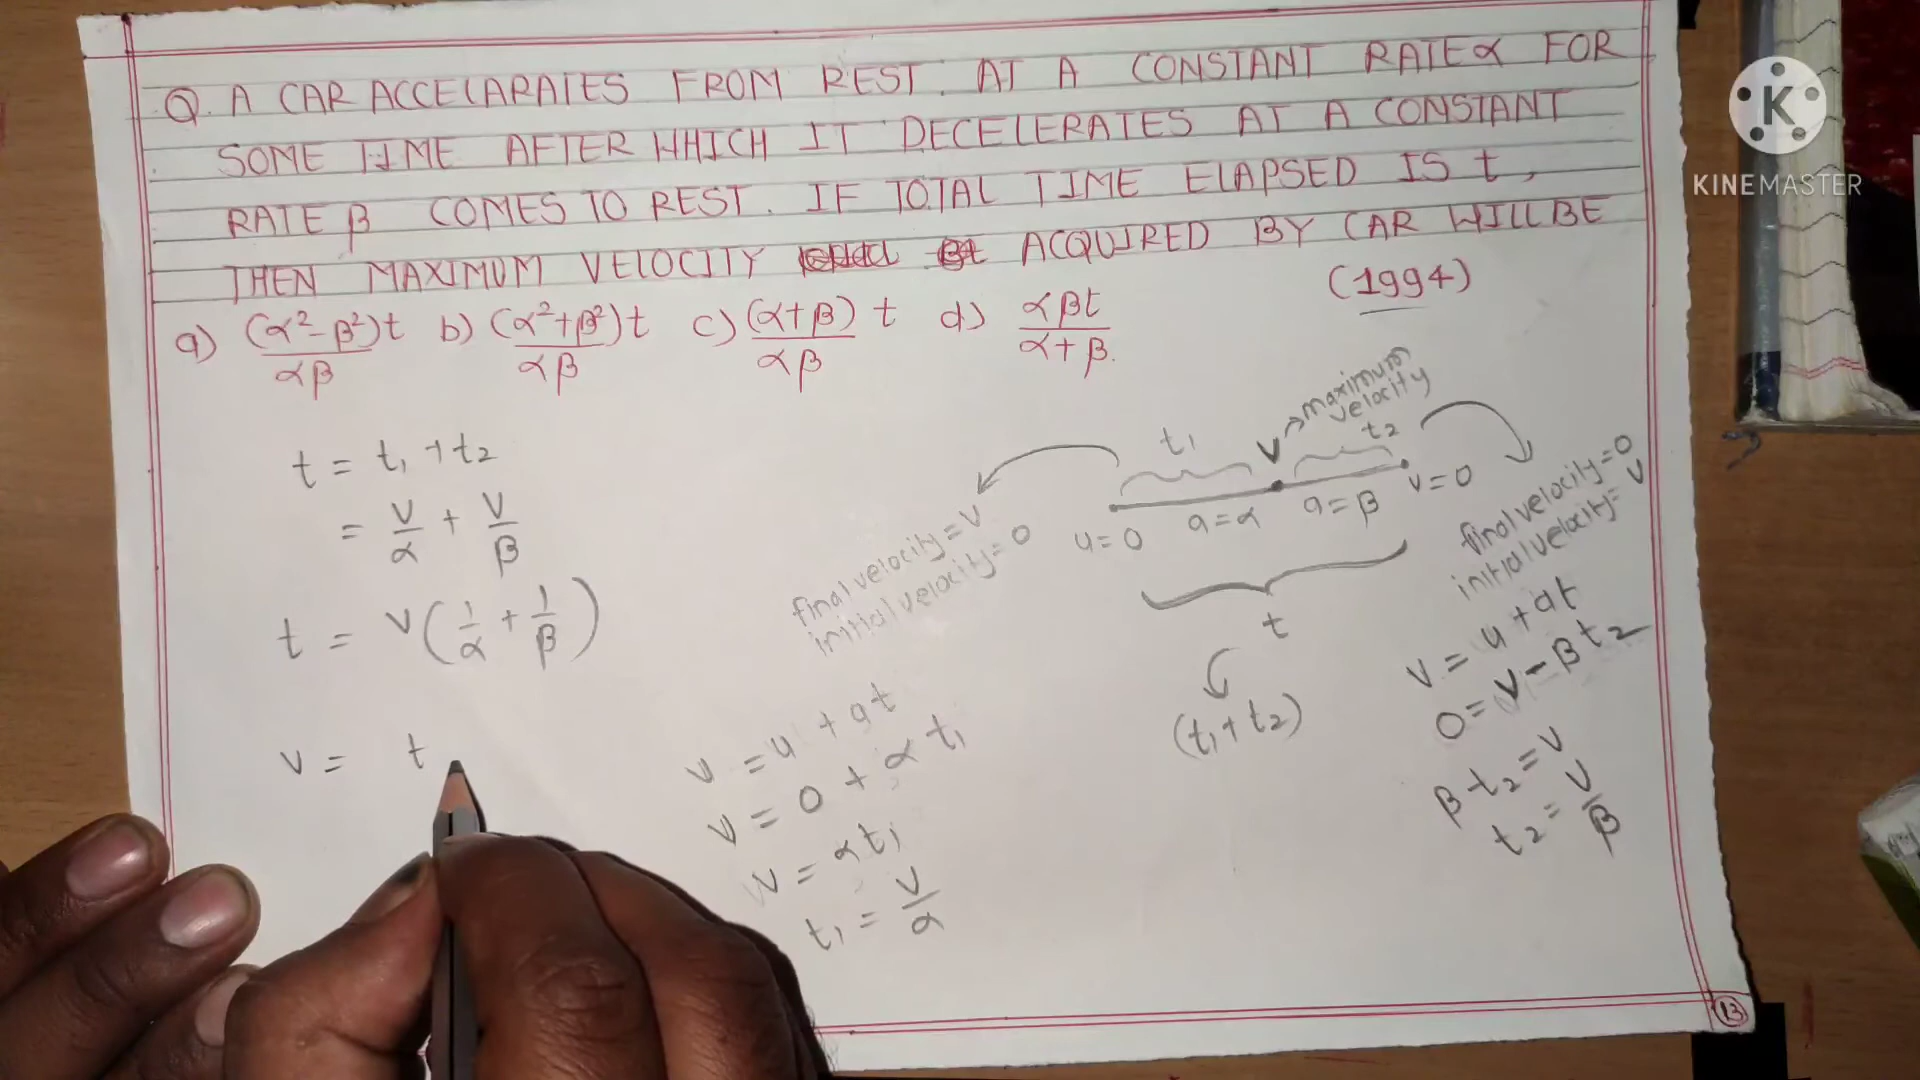 Q. A CAR ACCELARATES FROM REST. AT A CONSTANT RATE α FOR
SOME TIME AFTER WHICH IT DECELERATES AT A CONSTANT
RATE β COMES TO REST. IF TOTAL TIME ELAPSED IS t,
THEN MAXIMUM VELOCITY ACQUIRED BY CAR WILL BE
(1994)
a) (α²-β²)t/αβ b) (α²+β²)t/αβ c) (α+β)t/αβ d) αβt/α+β.
t = t₁ + t₂
= v/α + v/β
t = v(1/α + 1/β)
v = t
maximum
velocity
t₁ v t₂
u=0 a=α a=β v=0
t
(t₁+t₂)
final velocity = v
initial velocity = 0
v = u + at
v = 0 + αt₁
v = αt₁
t₁ = v/α
final velocity = 0
initial velocity = v
v = u + at
0 = v - βt₂
βt₂ = v
t₂ = v/β
13
K
KINEMASTER